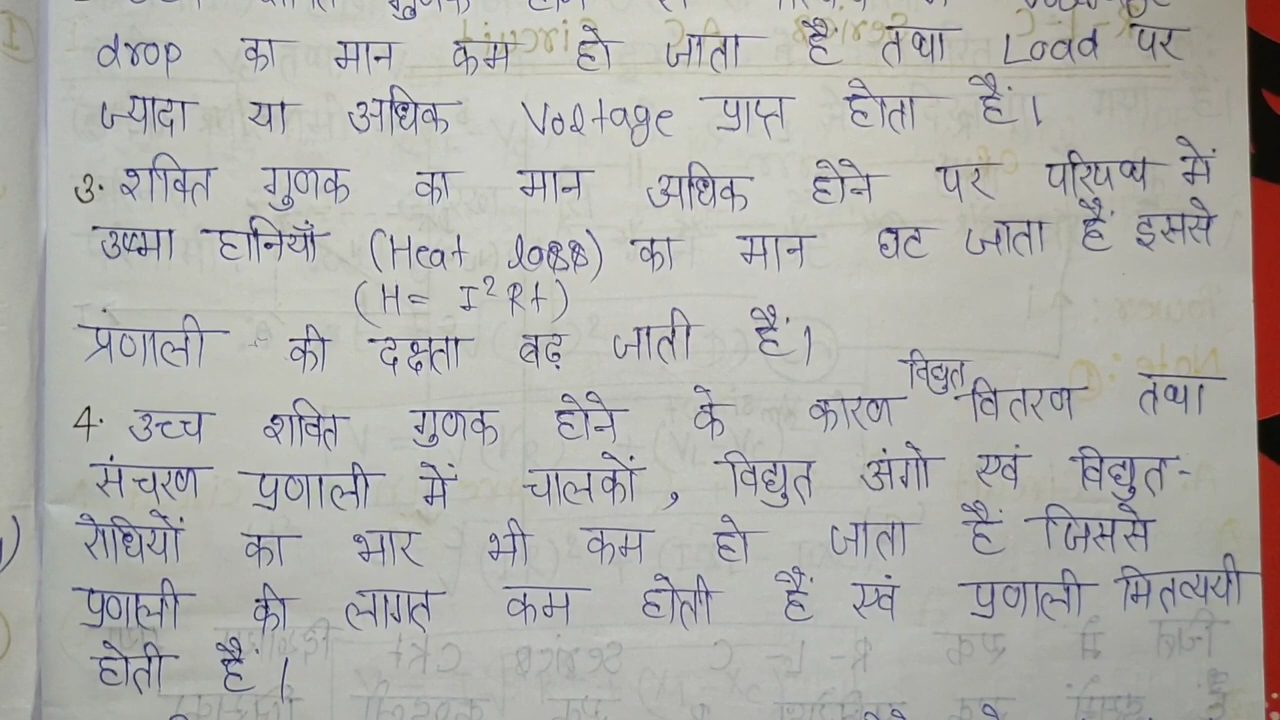 drop का मान कम हो जाता हैं तथा Load पर
ज्यादा या अधिक Voltage प्राप्त होता हैं।
3. शक्ति गुणक का मान अधिक होने पर परिपथ में
उष्मा हानियाँ (Heat loss) का मान घट जाता हैं इससे
(H = I²Rt)
प्रणाली की दक्षता बढ़ जाती हैं।
4. उच्च शक्ति गुणक होने के कारण विद्युत वितरण तथा
संचरण प्रणाली में चालकों, विद्युत अंगो एवं विद्युत-
रोधियों का भार भी कम हो जाता हैं जिससे
प्रणाली की लागत कम होती हैं एवं प्रणाली मितव्ययी
होती हैं।